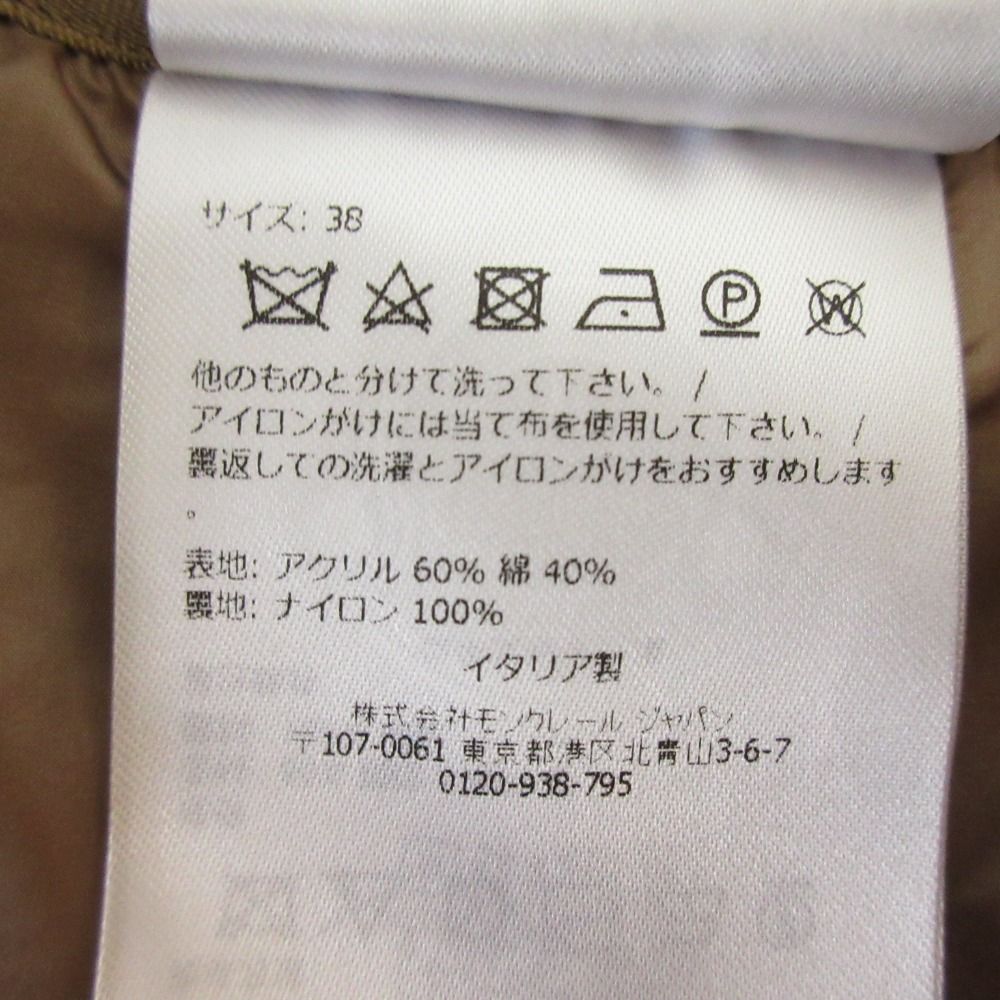 サイズ: 38
P
W
他のものと分けて洗って下さい。/
アイロンがけには当て布を使用して下さい。/
裏返しての洗濯とアイロンがけをおすすめします
。
表地: アクリル 60% 綿 40%
裏地: ナイロン 100%
イタリア製
株式会社モンクレール ジャパン
〒107-0061 東京都港区北青山3-6-7
0120-938-795